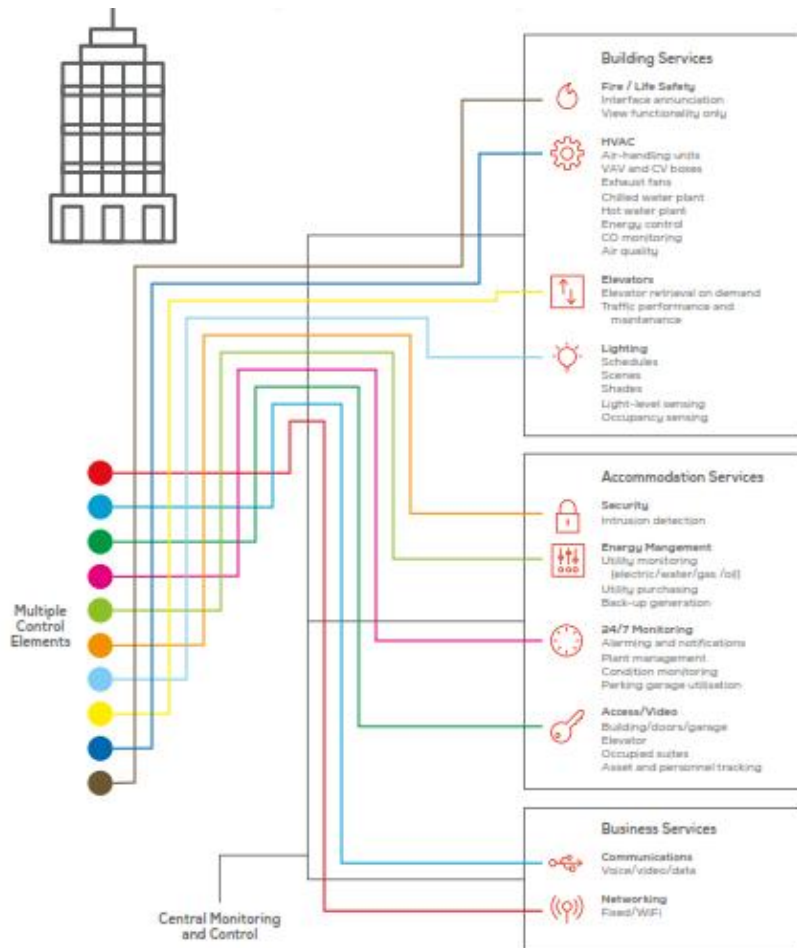 Building Services
Fire / Life Safety
Interface annunciation
View functionality only
HVAC
Air-handling units
VAV and CV boxes
Exhaust fans
Chilled water plant
Hot water plant
Energy control
CO monitoring
Air quality
Elevators
Elevator retrieval on demand
Traffic performance and
maintanance
Lighting
Schedules
Scenes
Shades
Light-level sensing
Occupancy sensing
Accommodation Services
Security
Intrusion detection
Energy Mangement
Utility monitoring
(electric/water/gas /oil)
Utility purchasing
Back-up generation
24/7 Monitoring
Alarming and notifications
Plant management
Condition monitoring
Parking garage utilisation
Access/Video
Building/doors/garage
Elevator
Occupied suites
Asset and personnel tracking
Business Services
Communications
Voice/video/data
Networking
Fixed/WiFi
Multiple
Control
Elements
Central Monitoring
and Control